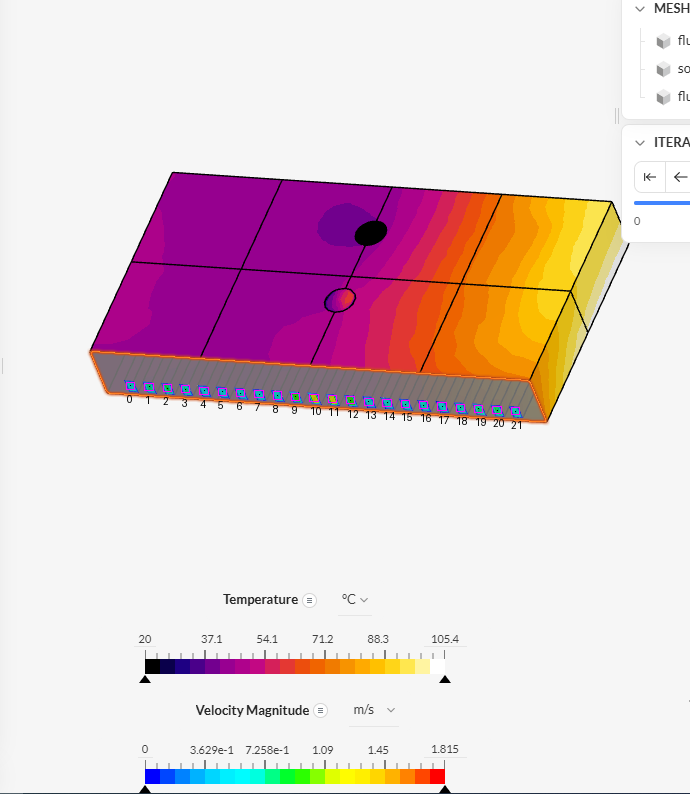 MESH
flu
so
flu
ITERA
0
0 1 2 3 4 5 6 7 8 9 10 11 12 13 14 15 16 17 18 19 20 21
Temperature °C
20 37.1 54.1 71.2 88.3 105.4
Velocity Magnitude m/s
0 3.629e-1 7.258e-1 1.09 1.45 1.815